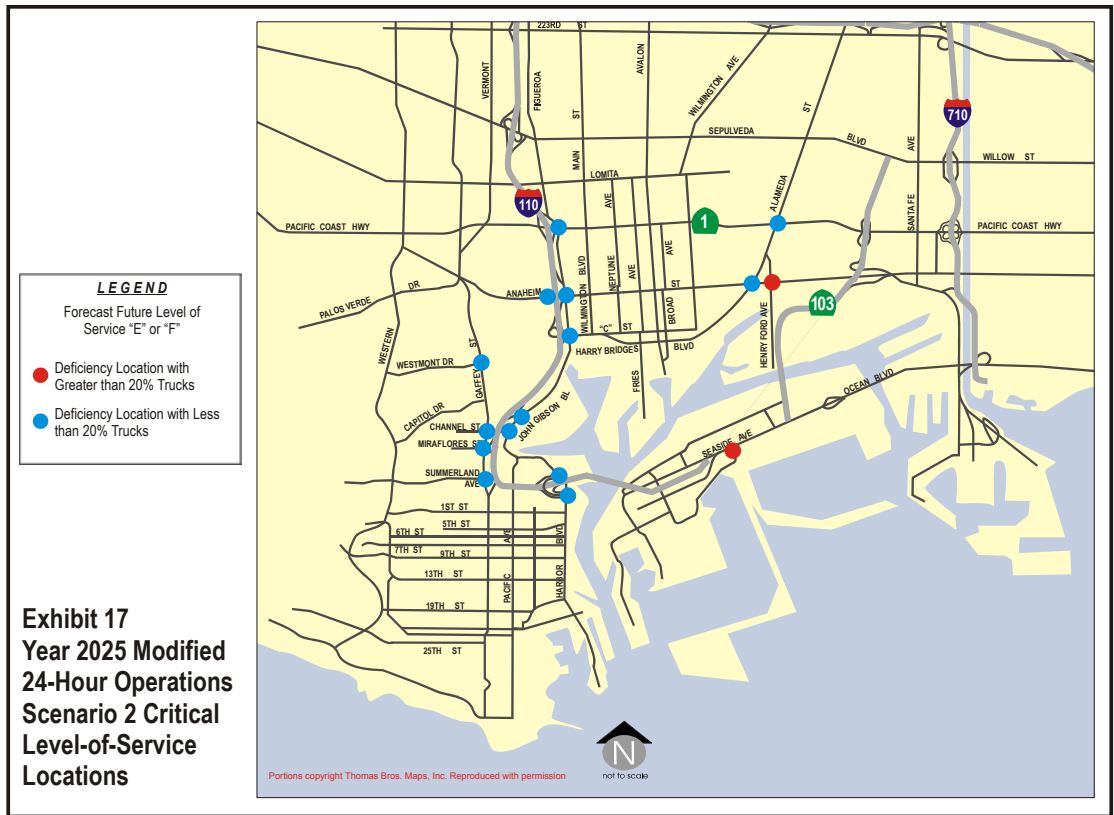 LEGEND
Forecast Future Level of
Service “E” or “F”
Deficiency Location with
Greater than 20% Trucks
Deficiency Location with Less
than 20% Trucks
Exhibit 17
Year 2025 Modified
24-Hour Operations
Scenario 2 Critical
Level-of-Service
Locations
223RD ST
VERMONT
FIGUEROA
MAIN ST
AVALON
WILMINGTON AVE
ALAMEDA ST
SEPULVEDA BLVD
WILLOW ST
SANTA FE AVE
710
LOMITA
110
1
PACIFIC COAST HWY
PACIFIC COAST HWY
WILMINGTON BLVD
NEPTUNE AVE
AVE
BROAD AVE
ANAHEIM ST
PALOS VERDE DR
103
"C" ST
HARRY BRIDGES BLVD
FRIES
HENRY FORD AVE
WESTERN
WESTMONT DR
GAFFEY ST
CAPITOL DR
CHANNEL ST
MIRAFLORES ST
JOHN GIBSON BL
OCEAN BLVD
SEASIDE AVE
SUMMERLAND
AVE
1ST ST
5TH ST
6TH ST
7TH ST
9TH ST
13TH ST
19TH ST
25TH ST
PACIFIC AVE
HARBOR BLVD
N
not to scale
Portions copyright Thomas Bros. Maps, Inc. Reproduced with permission